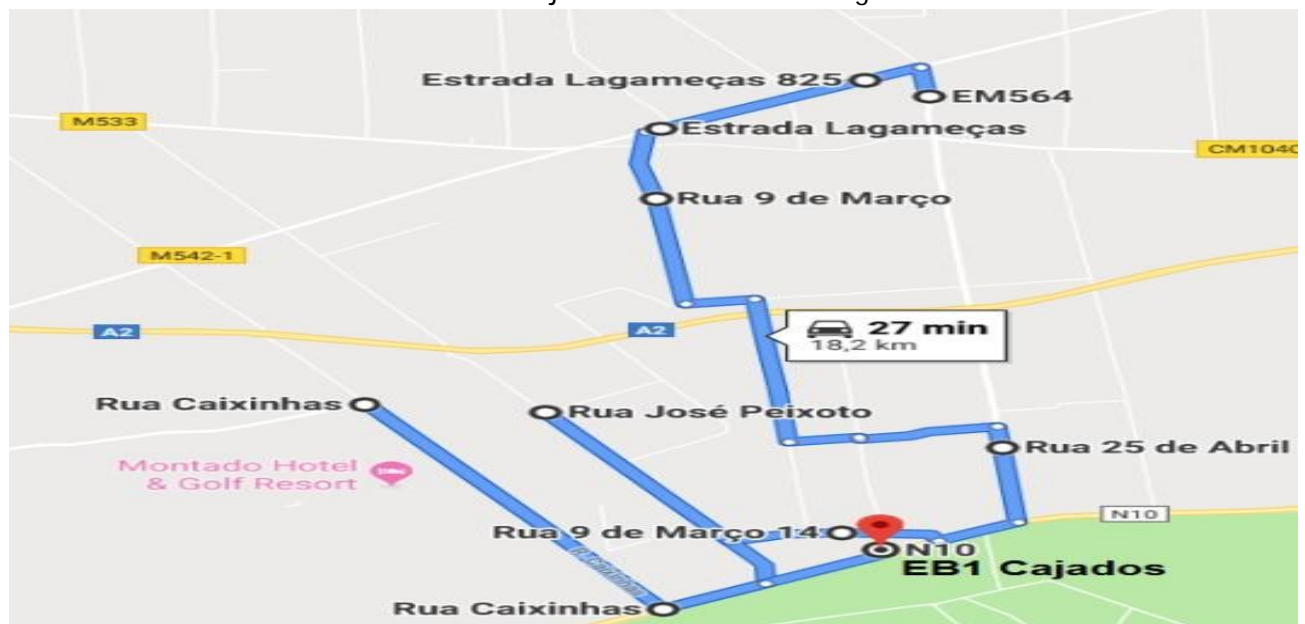 Estrada Lagameças 825
EM564
M533
Estrada Lagameças
CM1040
Rua 9 de Março
M542-1
A2
A2
27 min
18,2 km
Rua Caixinhas
Rua José Peixoto
Rua 25 de Abril
Montado Hotel
& Golf Resort
N10
Rua 9 de Março 14
N10
EB1 Cajados
R. Caixinhas
Rua Caixinhas